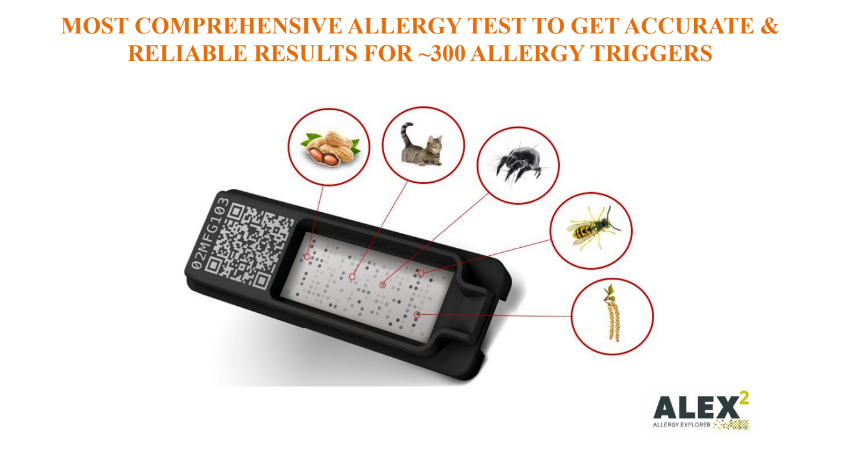 MOST COMPREHENSIVE ALLERGY TEST TO GET ACCURATE &
RELIABLE RESULTS FOR ~300 ALLERGY TRIGGERS
02MFG103
ALEX²
ALLERGY EXPLORER